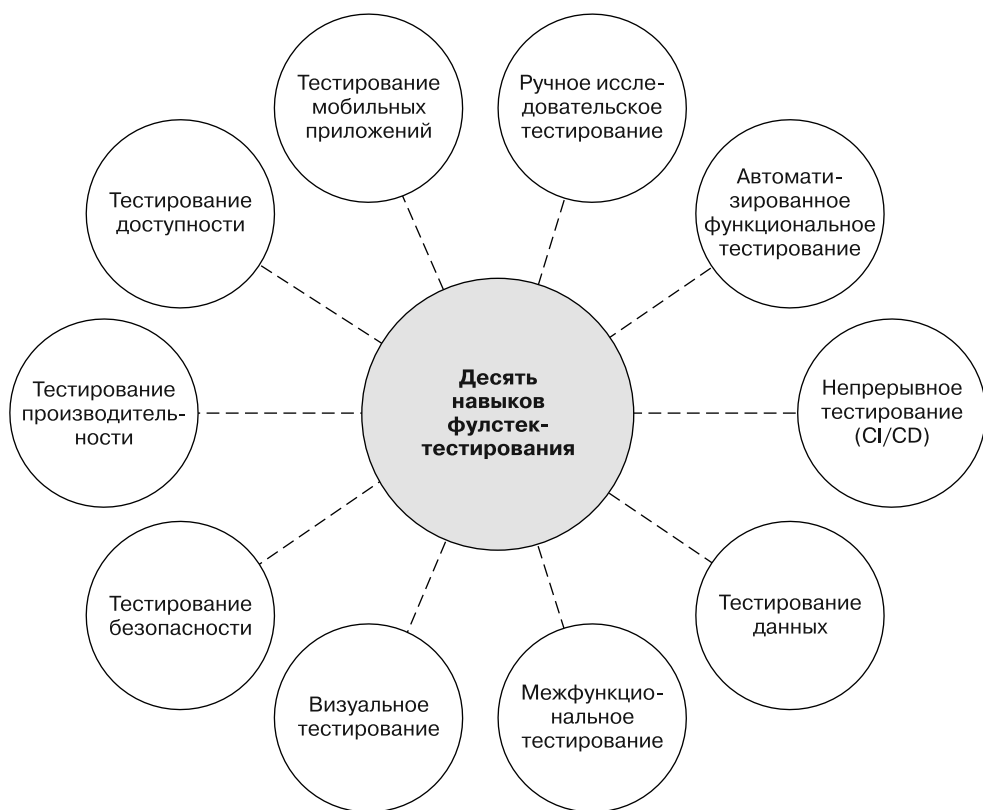 Тестирование
мобильных
приложений
Ручное иссле-
довательское
тестирование
Автомати-
зированное
функциональное
тестирование
Непрерывное
тестирование
(CI/CD)
Тестирование
данных
Межфункцио-
нальное
тестирование
Визуальное
тестирование
Тестирование
безопасности
Тестирование
производитель-
ности
Тестирование
доступности
Десять
навыков
фулстек-
тестирования